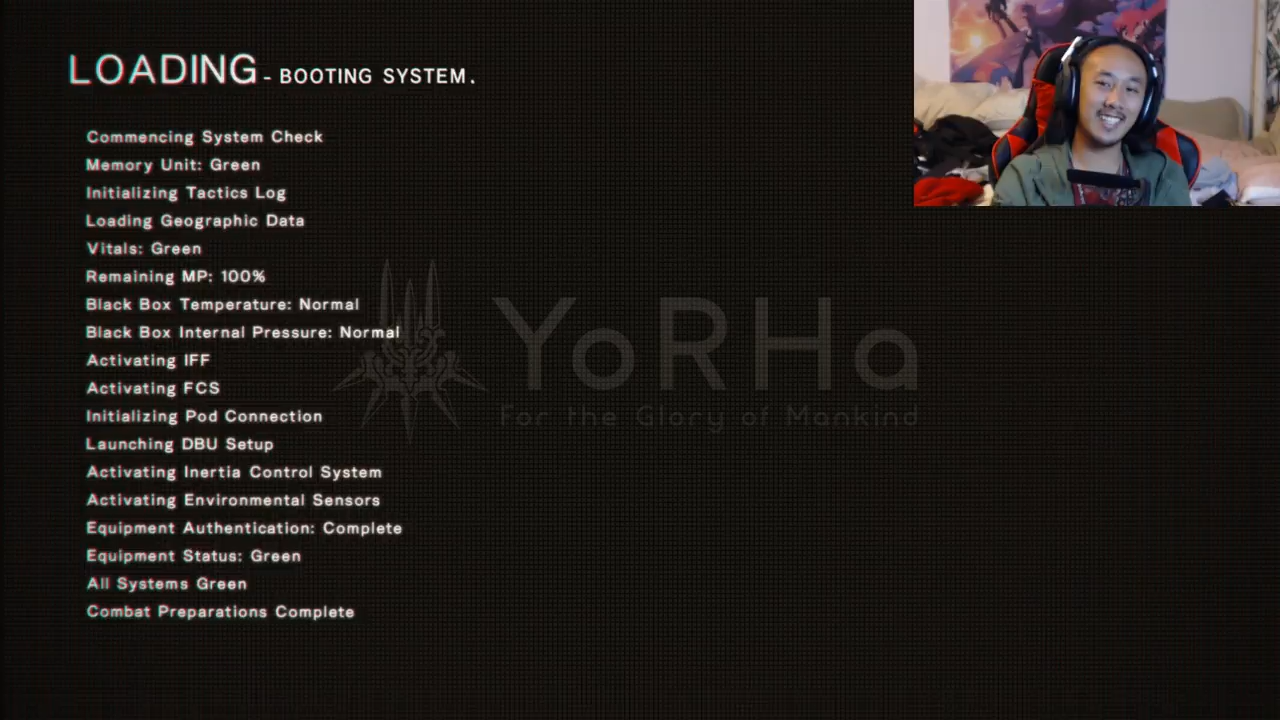 LOADING - BOOTING SYSTEM.
Commencing System Check
Memory Unit: Green
Initializing Tactics Log
Loading Geographic Data
Vitals: Green
Remaining MP: 100%
Black Box Temperature: Normal
Black Box Internal Pressure: Normal
Activating IFF
Activating FCS
Initializing Pod Connection
Launching DBU Setup
Activating Inertia Control System
Activating Environmental Sensors
Equipment Authentication: Complete
Equipment Status: Green
All Systems Green
Combat Preparations Complete
YoRHa
For the Glory of Mankind